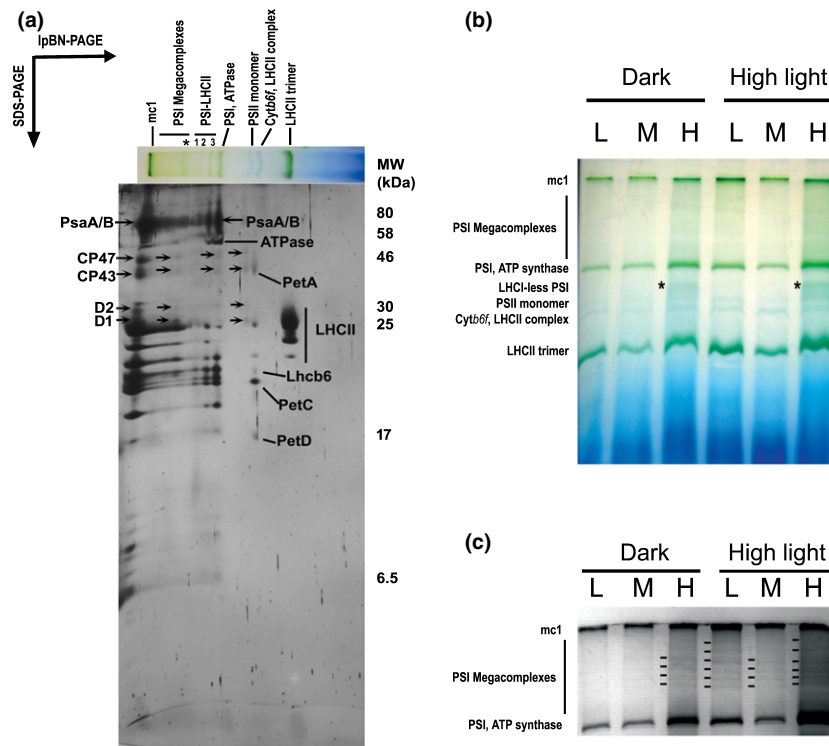 (a)
lpBN-PAGE
SDS-PAGE
mc1
PSI Megacomplexes
*
PSI-LHCII
1 2 3
PSI, ATPase
PSII monomer
Cytb6f, LHCII complex
LHCII trimer
MW
(kDa)
PsaA/B
PsaA/B
80
58
ATPase
CP47
46
CP43
PetA
D2
30
D1
25
LHCII
Lhcb6
PetC
17
PetD
6.5
(b)
Dark
High light
L M H L M H
mc1
PSI Megacomplexes
PSI, ATP synthase
LHCI-less PSI
* *
PSII monomer
Cytb6f, LHCII complex
LHCII trimer
(c)
Dark
High light
L M H L M H
mc1
PSI Megacomplexes
PSI, ATP synthase